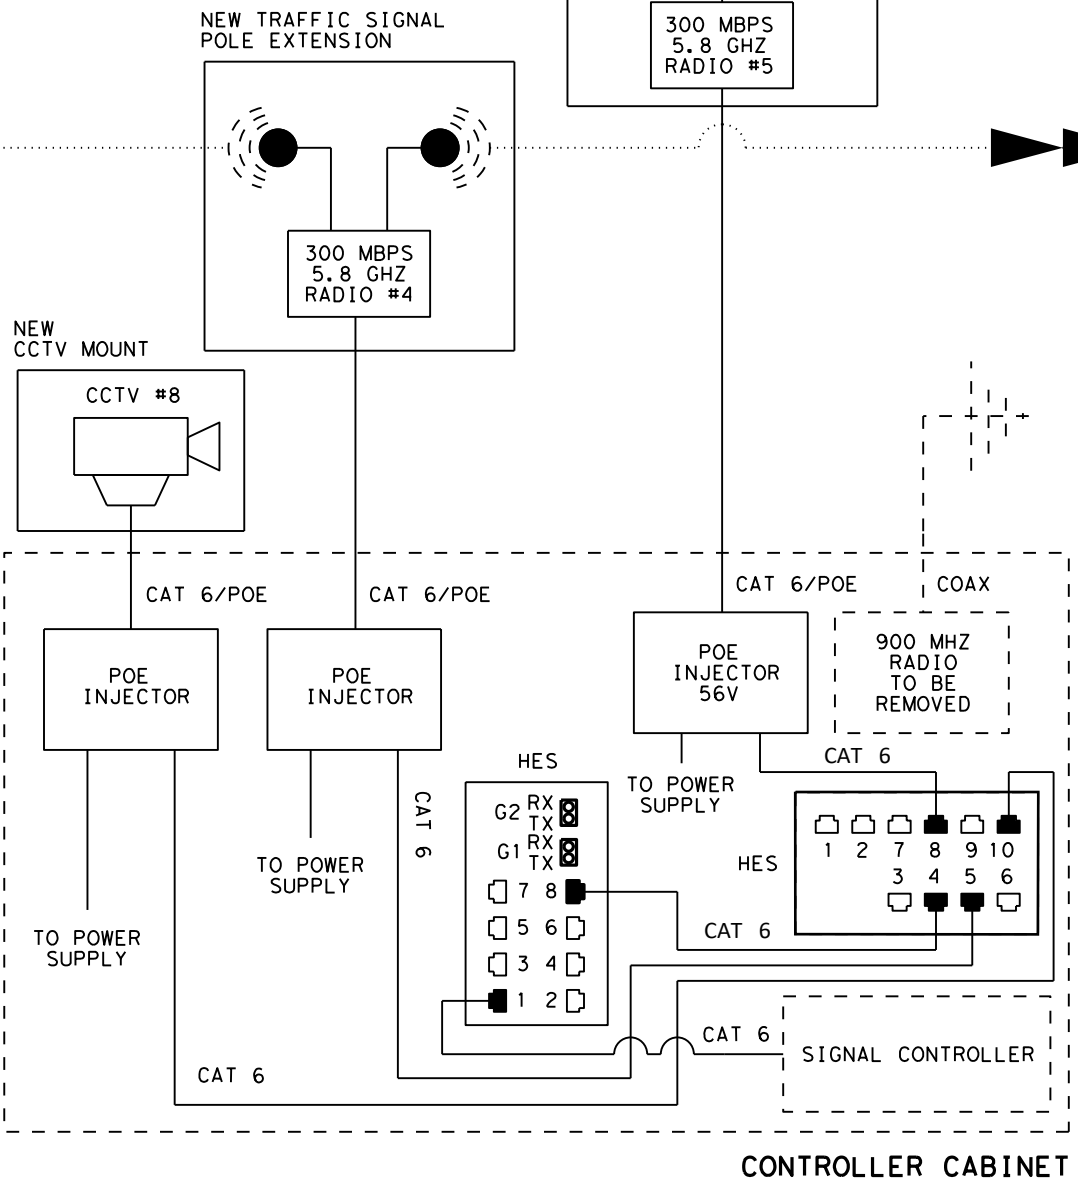 NEW TRAFFIC SIGNAL
POLE EXTENSION
300 MBPS
5.8 GHZ
RADIO #5
300 MBPS
5.8 GHZ
RADIO #4
NEW
CCTV MOUNT
CCTV #8
CAT 6/POE
CAT 6/POE
CAT 6/POE
COAX
POE
INJECTOR
POE
INJECTOR
POE
INJECTOR
56V
900 MHZ
RADIO
TO BE
REMOVED
CAT 6
HES
TO POWER
SUPPLY
CAT 6
G2 RX
TX
G1 RX
TX
7 8
5 6
3 4
1 2
HES
1 2 7 8 9 10
3 4 5 6
TO POWER
SUPPLY
TO POWER
SUPPLY
CAT 6
CAT 6
SIGNAL CONTROLLER
CAT 6
CONTROLLER CABINET